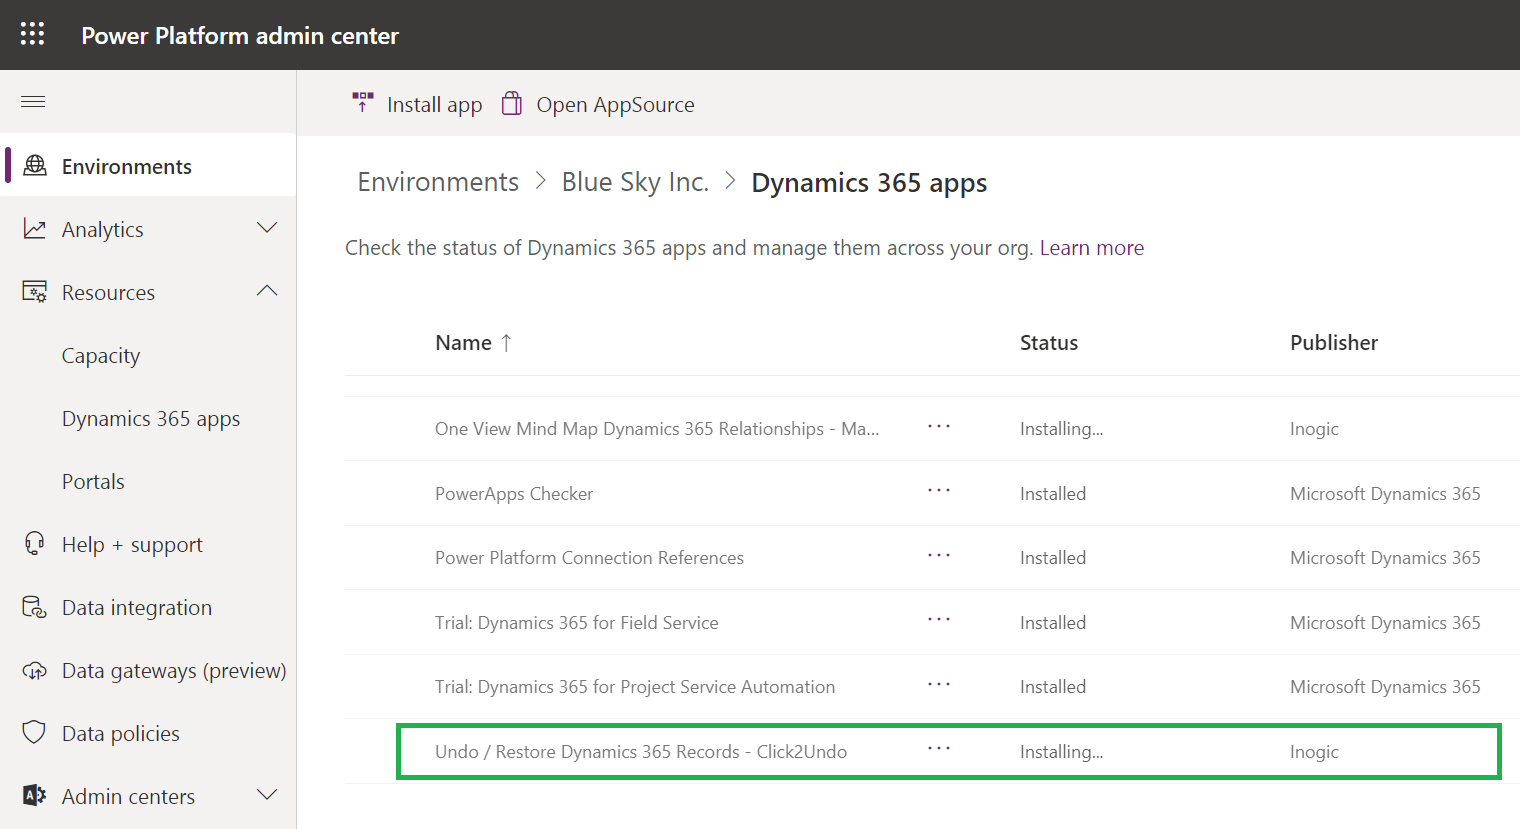 Power Platform admin center
Install app
Open AppSource
Environments
Analytics
Resources
Capacity
Dynamics 365 apps
Portals
Help + support
Data integration
Data gateways (preview)
Data policies
Admin centers
Environments > Blue Sky Inc. > Dynamics 365 apps
Check the status of Dynamics 365 apps and manage them across your org. Learn more
Name ↑ Status Publisher
One View Mind Map Dynamics 365 Relationships - Ma... ... Installing... Inogic
PowerApps Checker ... Installed Microsoft Dynamics 365
Power Platform Connection References ... Installed Microsoft Dynamics 365
Trial: Dynamics 365 for Field Service ... Installed Microsoft Dynamics 365
Trial: Dynamics 365 for Project Service Automation ... Installed Microsoft Dynamics 365
Undo / Restore Dynamics 365 Records - Click2Undo ... Installing... Inogic